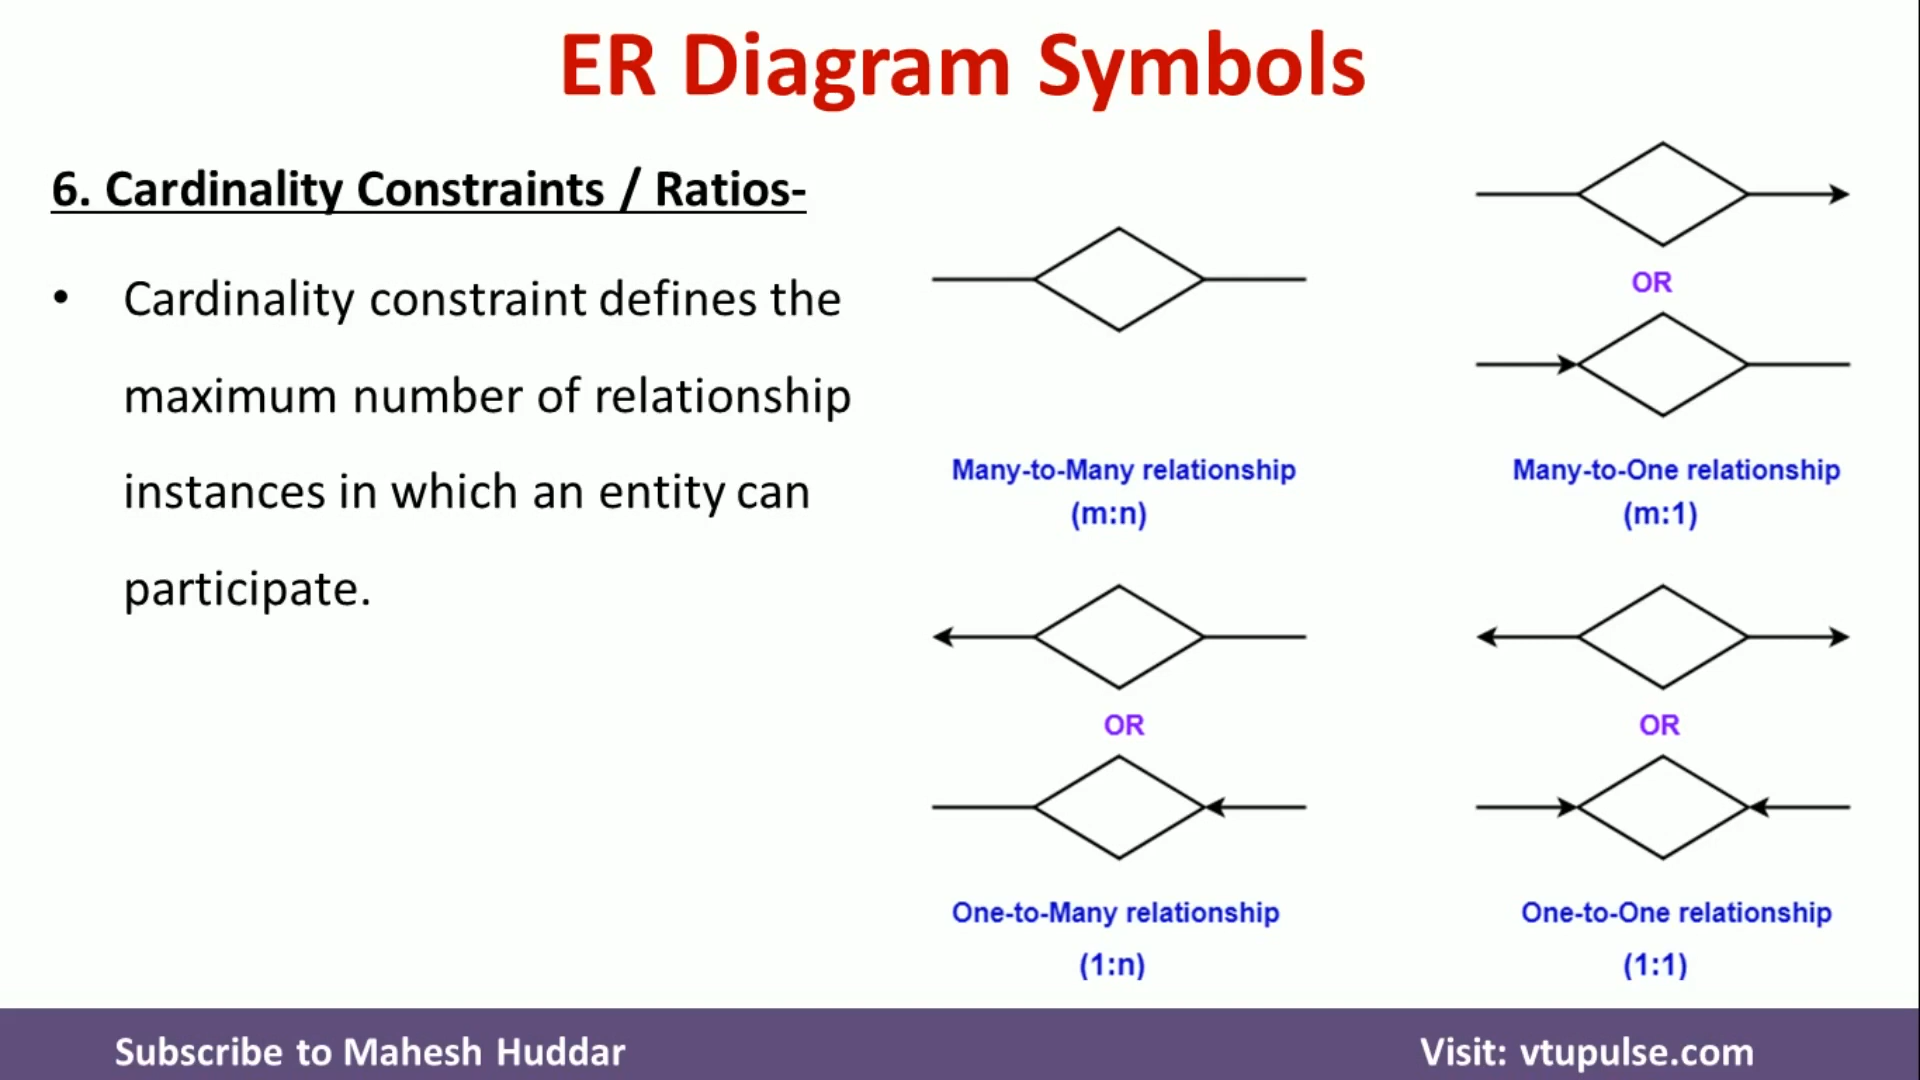 ER Diagram Symbols
6. Cardinality Constraints / Ratios-
• Cardinality constraint defines the
maximum number of relationship
instances in which an entity can
participate.
OR
Many-to-Many relationship
(m:n)
Many-to-One relationship
(m:1)
OR
OR
One-to-Many relationship
(1:n)
One-to-One relationship
(1:1)
Subscribe to Mahesh Huddar
Visit: vtupulse.com